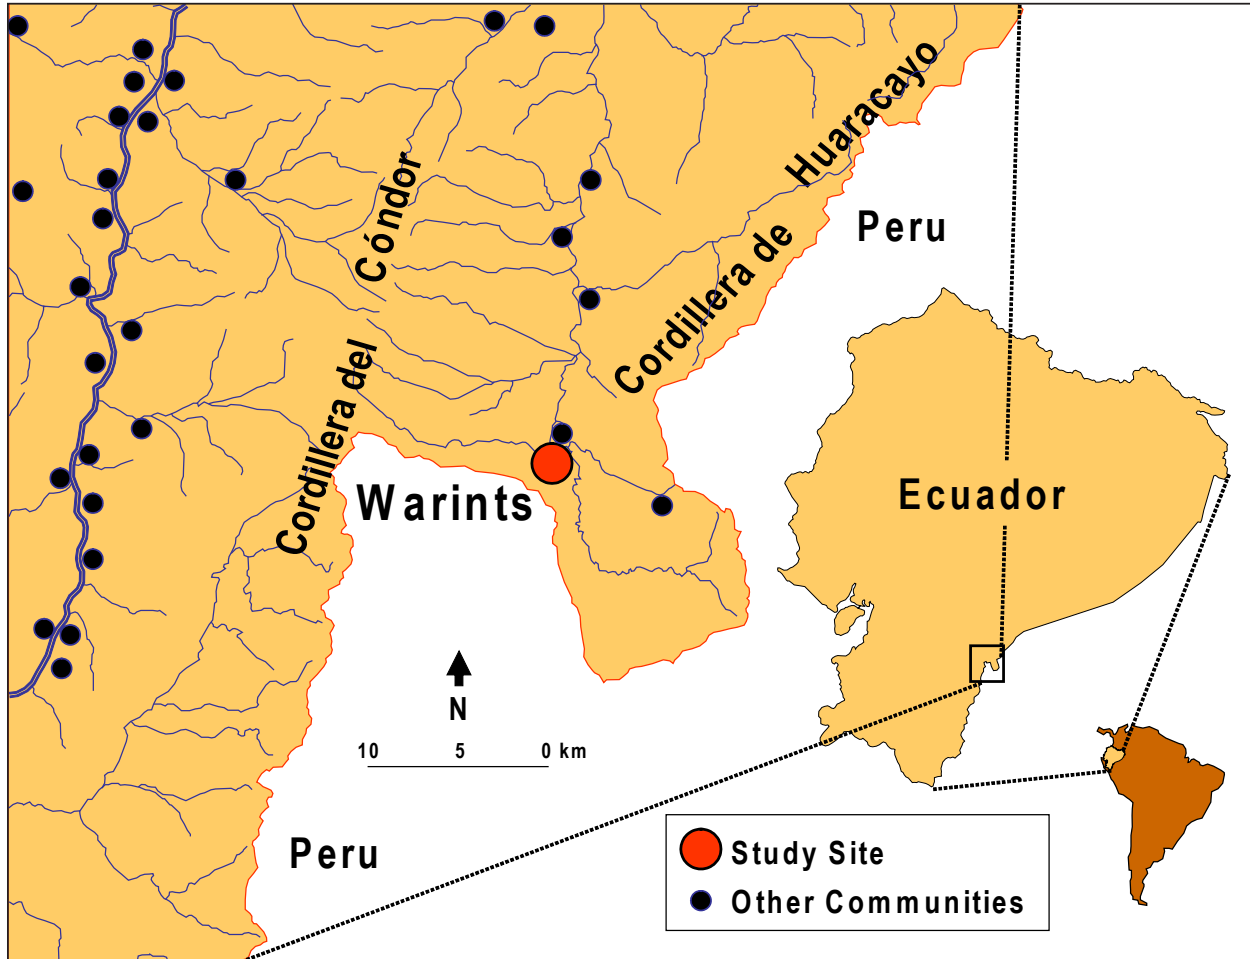 Cordillera de Huaracayo
Cordillera del Cóndor
Peru
Ecuador
Warints
N
10 5 0 km
Peru
Study Site
Other Communities